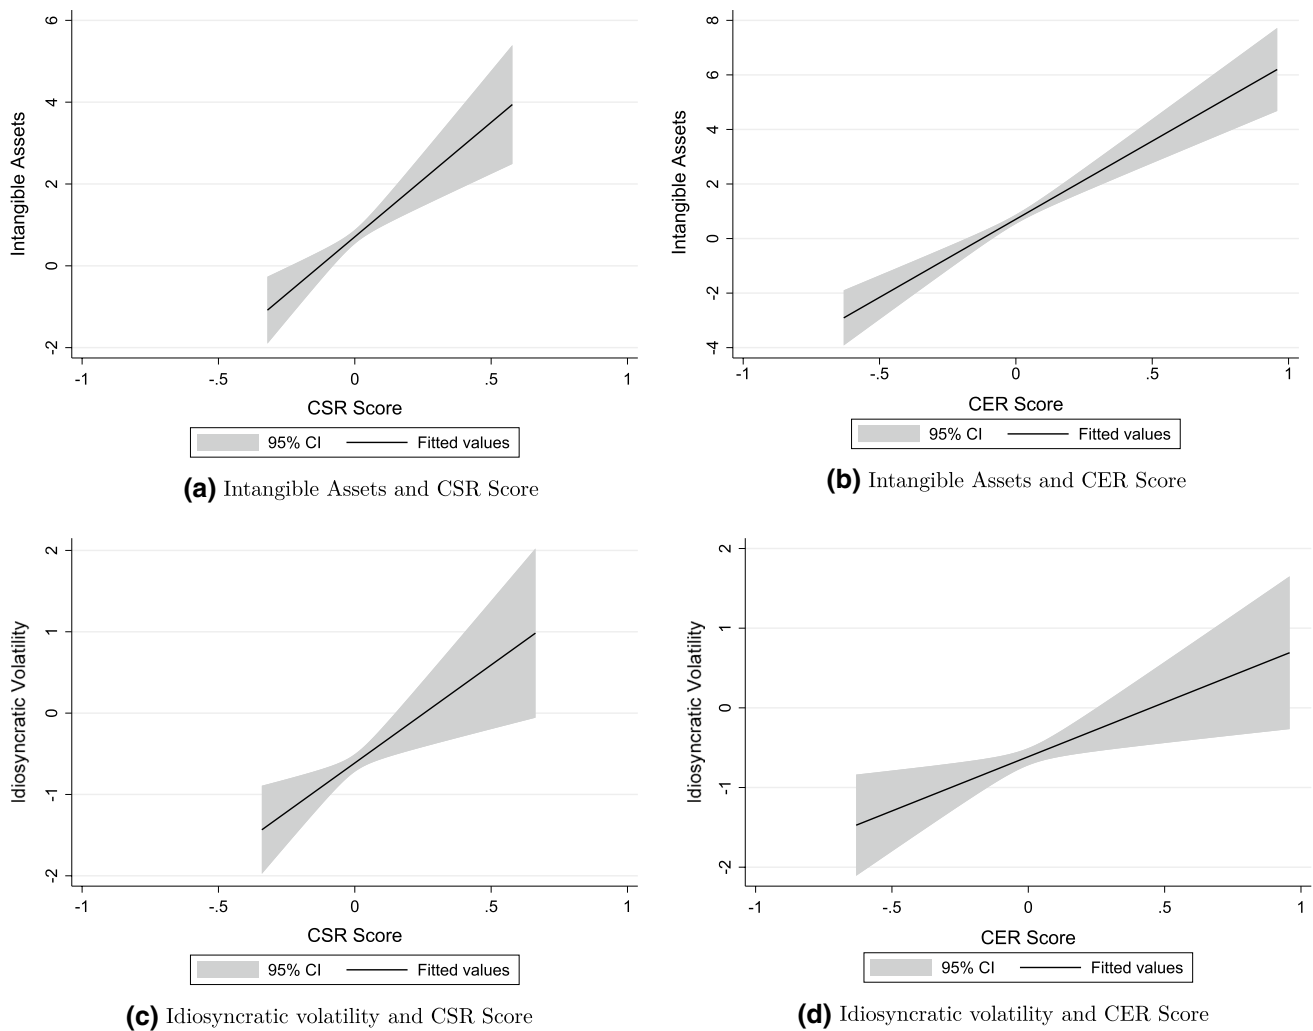 6
4
2
0
-2
Intangible Assets
-1 -.5 0 .5 1
CSR Score
95% CI Fitted values
(a) Intangible Assets and CSR Score
8
6
4
2
0
-2
-4
Intangible Assets
-1 -.5 0 .5 1
CER Score
95% CI Fitted values
(b) Intangible Assets and CER Score
2
1
0
-1
-2
Idiosyncratic Volatility
-1 -.5 0 .5 1
CSR Score
95% CI Fitted values
(c) Idiosyncratic volatility and CSR Score
2
1
0
-1
-2
Idiosyncratic Volatility
-1 -.5 0 .5 1
CER Score
95% CI Fitted values
(d) Idiosyncratic volatility and CER Score